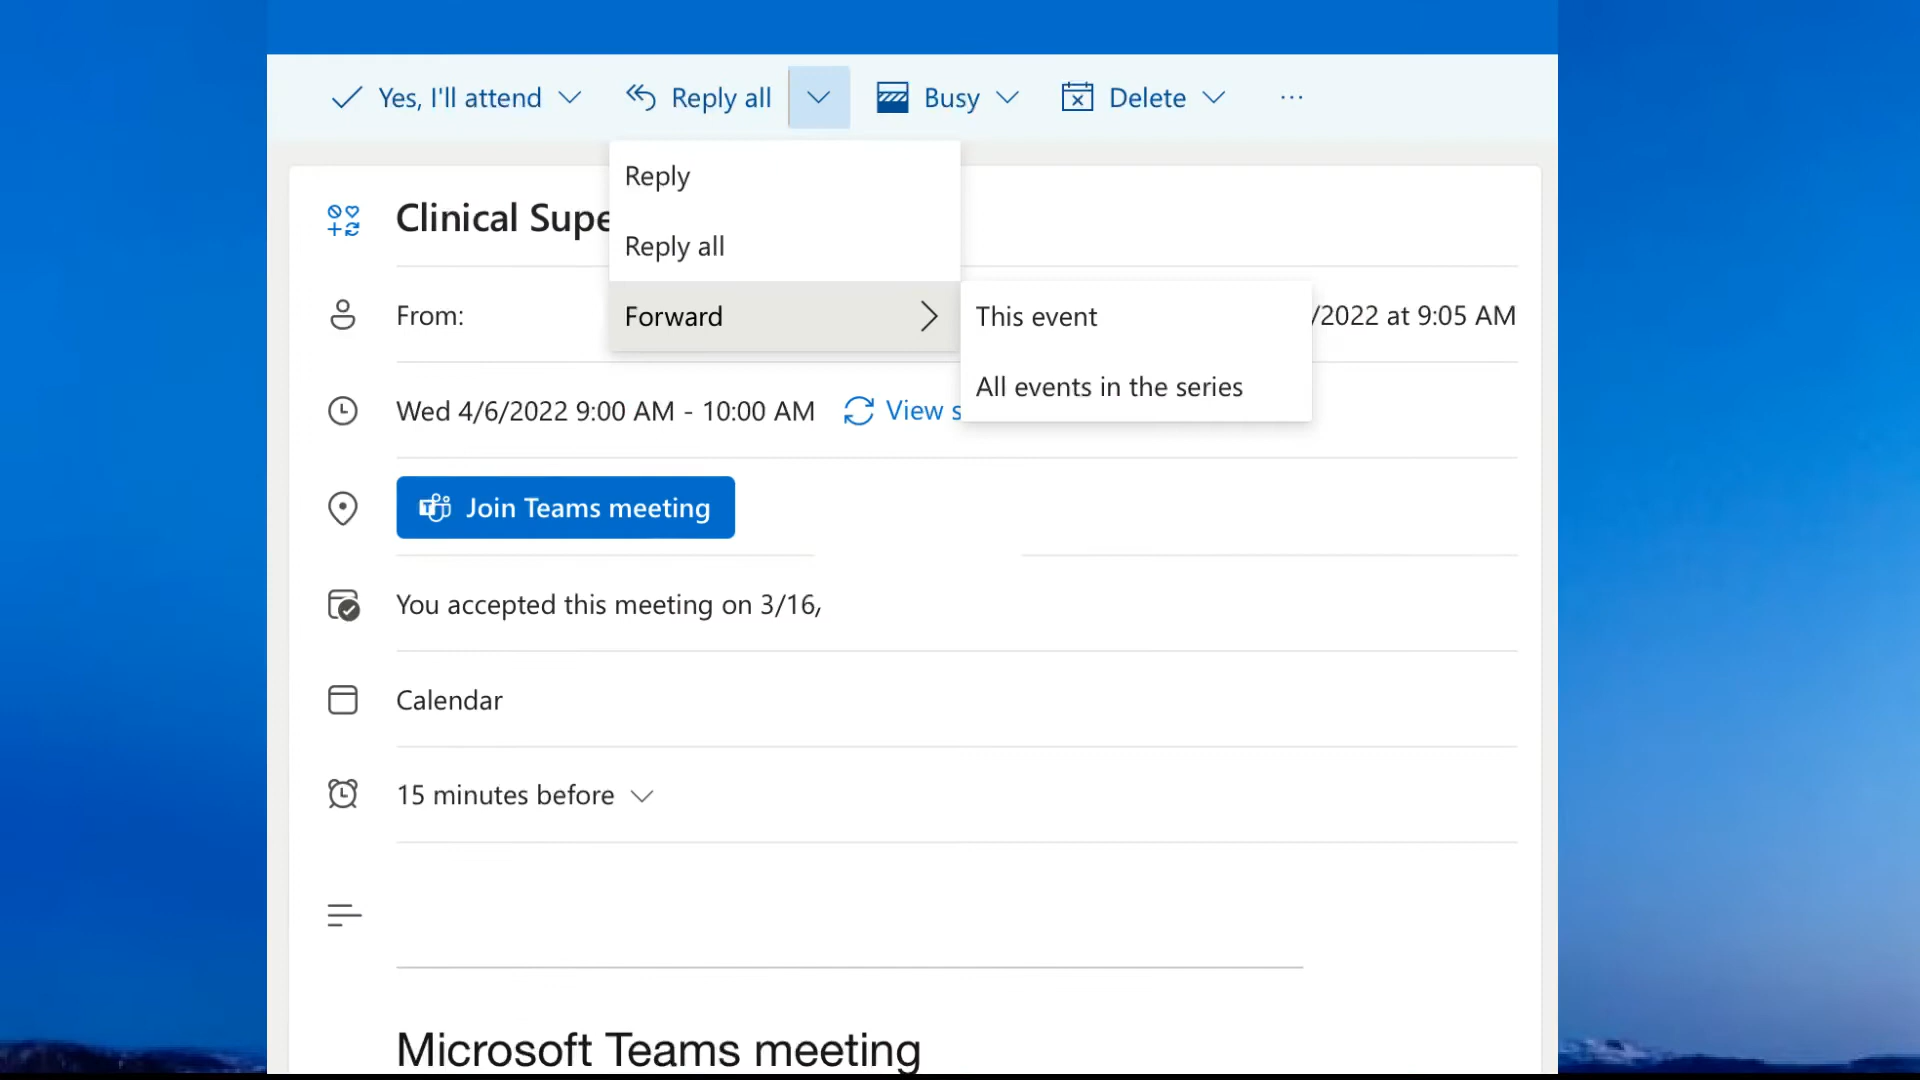 Yes, I'll attend Reply all Busy Delete ...
Reply
Clinical Supe
Reply all
From: Forward This event /2022 at 9:05 AM
All events in the series
Wed 4/6/2022 9:00 AM - 10:00 AM View s
Join Teams meeting
You accepted this meeting on 3/16,
Calendar
15 minutes before
Microsoft Teams meeting